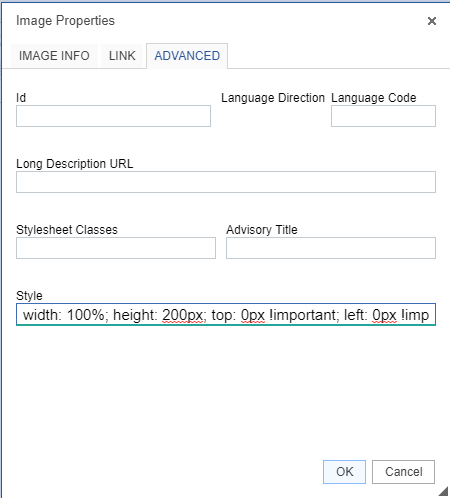 Image Properties ×
IMAGE INFO LINK ADVANCED
Id Language Direction Language Code
Long Description URL
Stylesheet Classes Advisory Title
Style
width: 100%; height: 200px; top: 0px !important; left: 0px !imp
OK Cancel